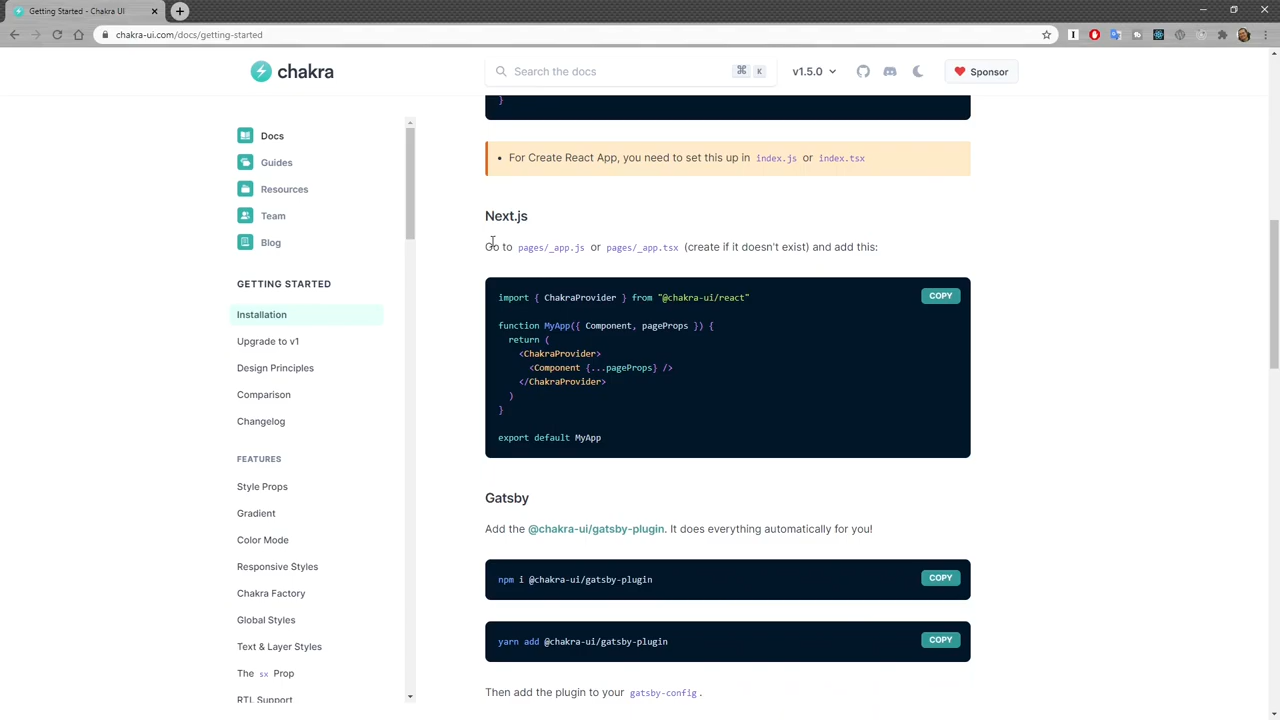 Getting Started - Chakra UI
chakra-ui.com/docs/getting-started
chakra
Search the docs
⌘ K
v1.5.0
Sponsor
Docs
Guides
Resources
Team
Blog
GETTING STARTED
Installation
Upgrade to v1
Design Principles
Comparison
Changelog
FEATURES
Style Props
Gradient
Color Mode
Responsive Styles
Chakra Factory
Global Styles
Text & Layer Styles
The sx Prop
RTL Support
}
• For Create React App, you need to set this up in index.js or index.tsx
Next.js
Go to pages/_app.js or pages/_app.tsx (create if it doesn't exist) and add this:
COPY
import { ChakraProvider } from "@chakra-ui/react"
function MyApp({ Component, pageProps }) {
return (
<ChakraProvider>
<Component {...pageProps} />
</ChakraProvider>
)
}
export default MyApp
Gatsby
Add the @chakra-ui/gatsby-plugin. It does everything automatically for you!
npm i @chakra-ui/gatsby-plugin
COPY
yarn add @chakra-ui/gatsby-plugin
COPY
Then add the plugin to your gatsby-config.